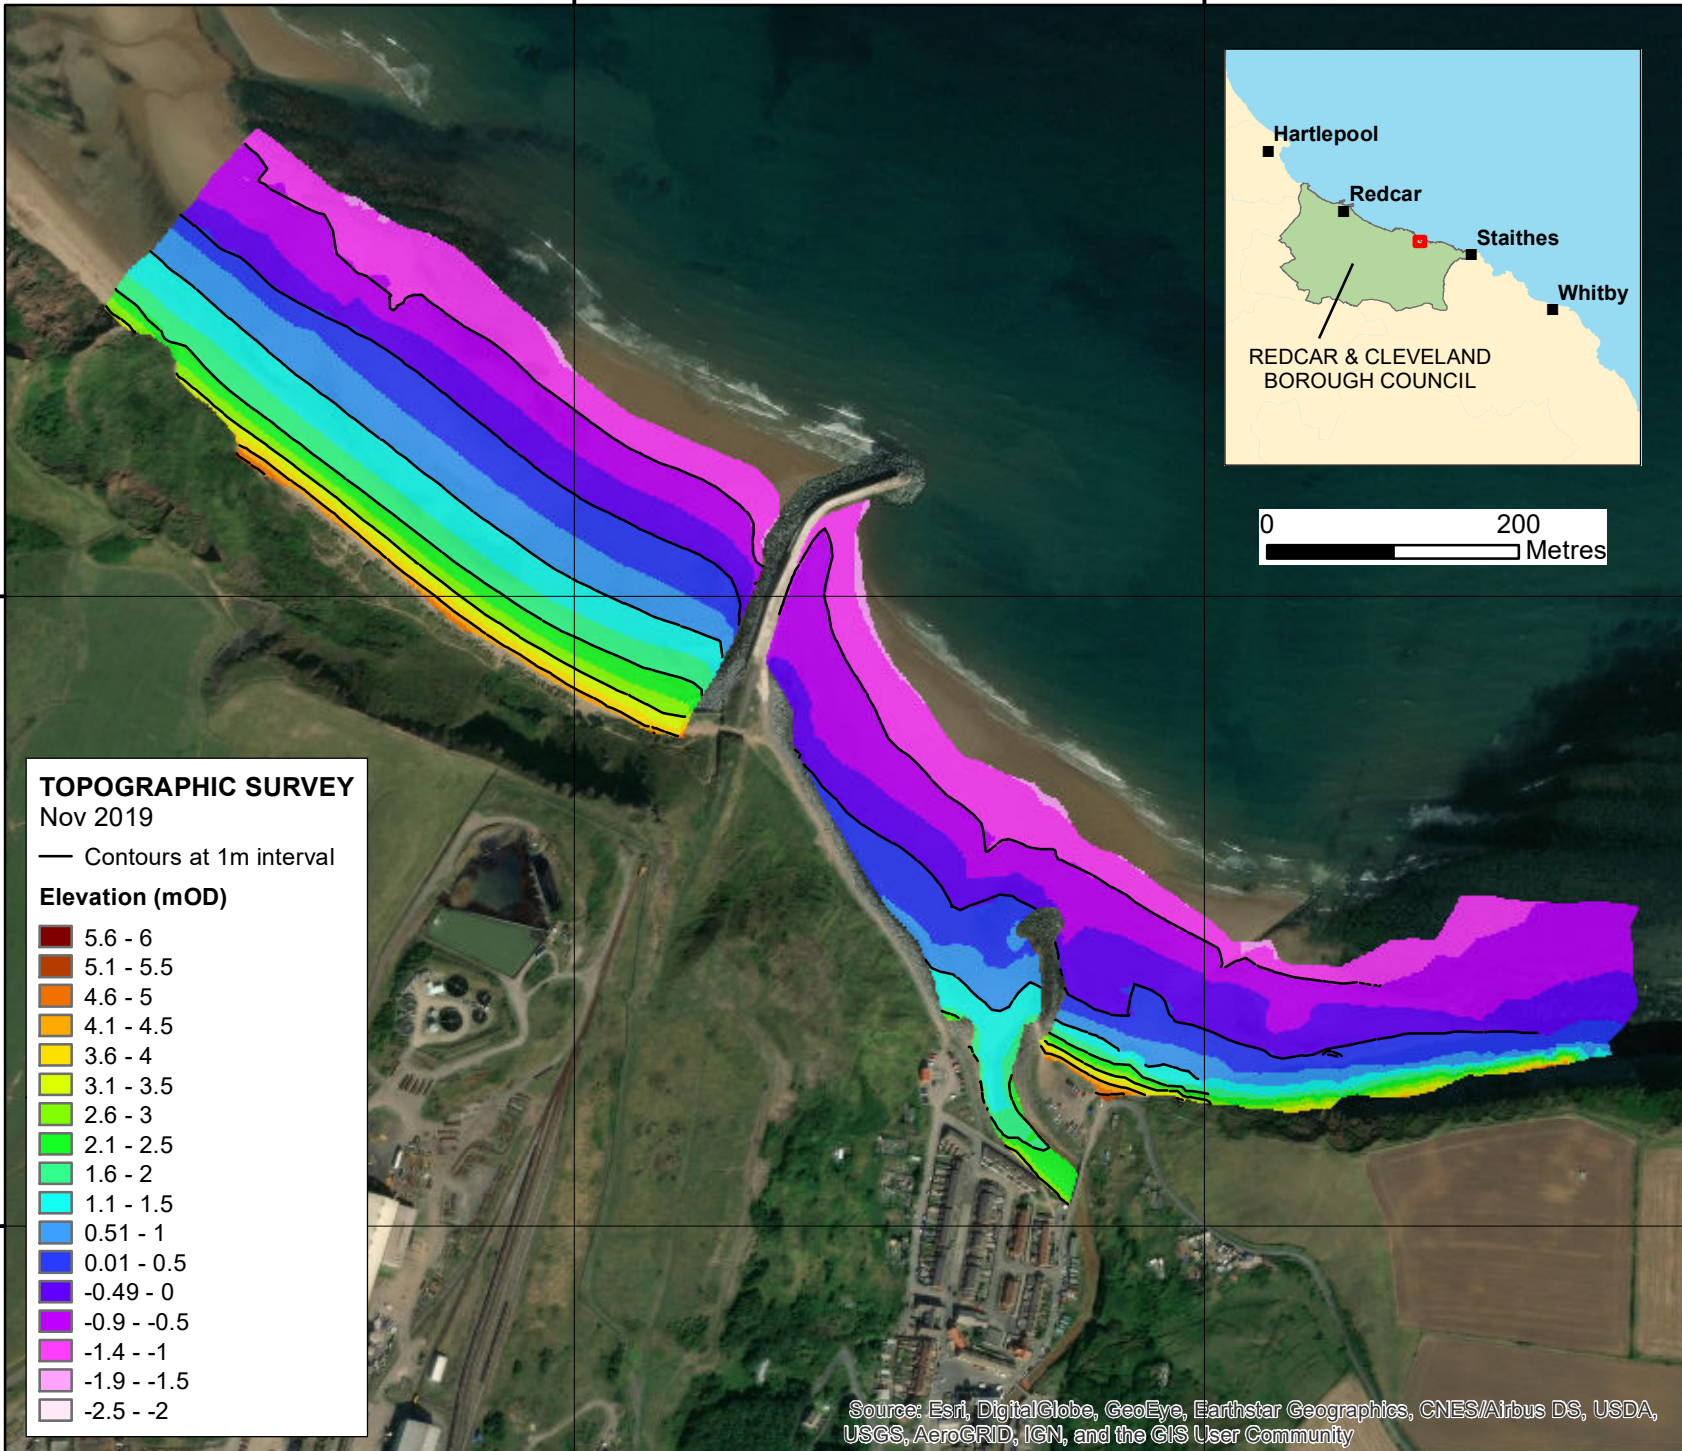 Hartlepool
Redcar
Staithes
Whitby
REDCAR & CLEVELAND
BOROUGH COUNCIL
0 200
Metres
TOPOGRAPHIC SURVEY
Nov 2019
Contours at 1m interval
Elevation (mOD)
5.6 - 6
5.1 - 5.5
4.6 - 5
4.1 - 4.5
3.6 - 4
3.1 - 3.5
2.6 - 3
2.1 - 2.5
1.6 - 2
1.1 - 1.5
0.51 - 1
0.01 - 0.5
-0.49 - 0
-0.9 - -0.5
-1.4 - -1
-1.9 - -1.5
-2.5 - -2
Source: Esri, DigitalGlobe, GeoEye, Earthstar Geographics, CNES/Airbus DS, USDA,
USGS, AeroGRID, IGN, and the GIS User Community